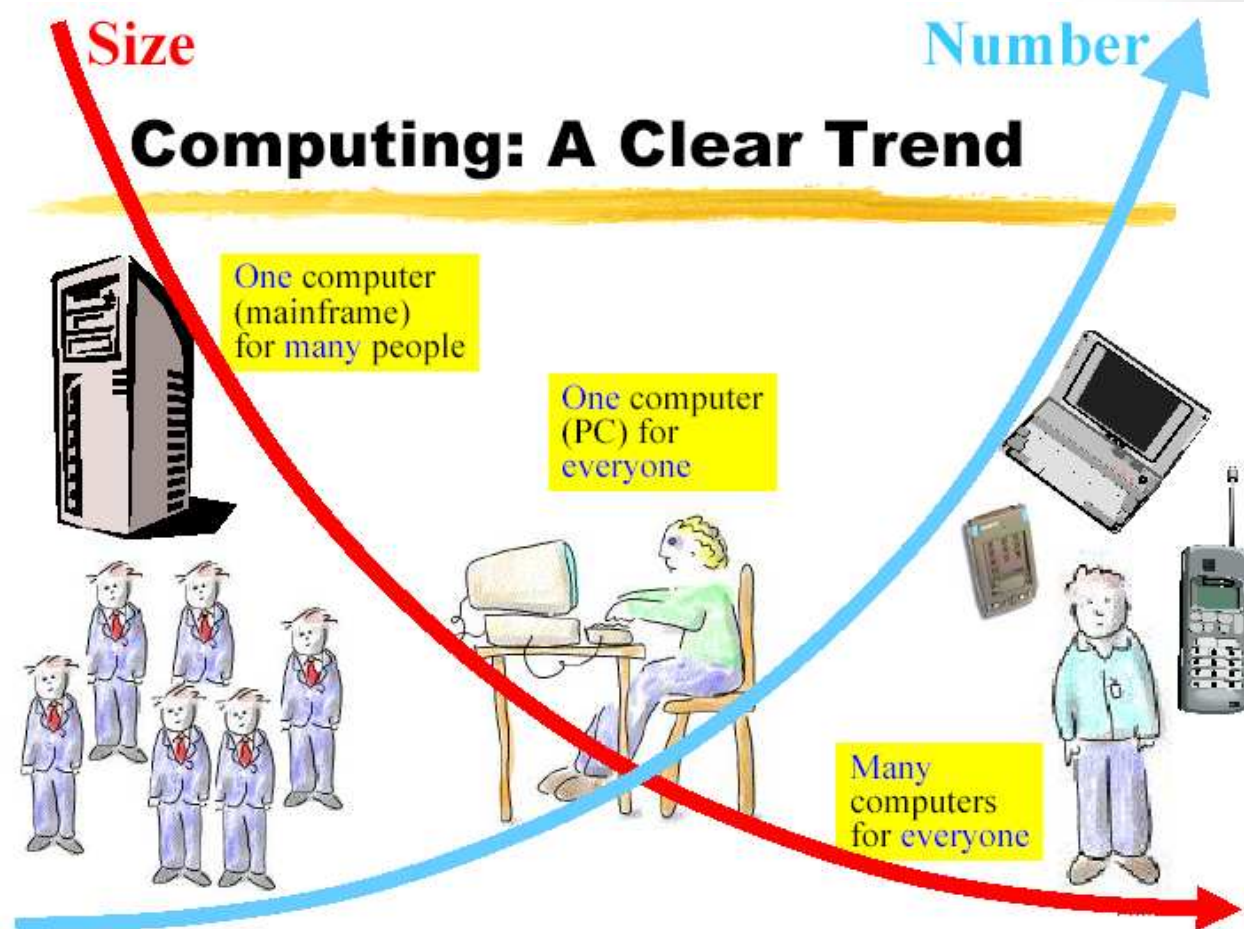 Size
Number
Computing: A Clear Trend
One computer
(mainframe)
for many people
One computer
(PC) for
everyone
Many
computers
for everyone